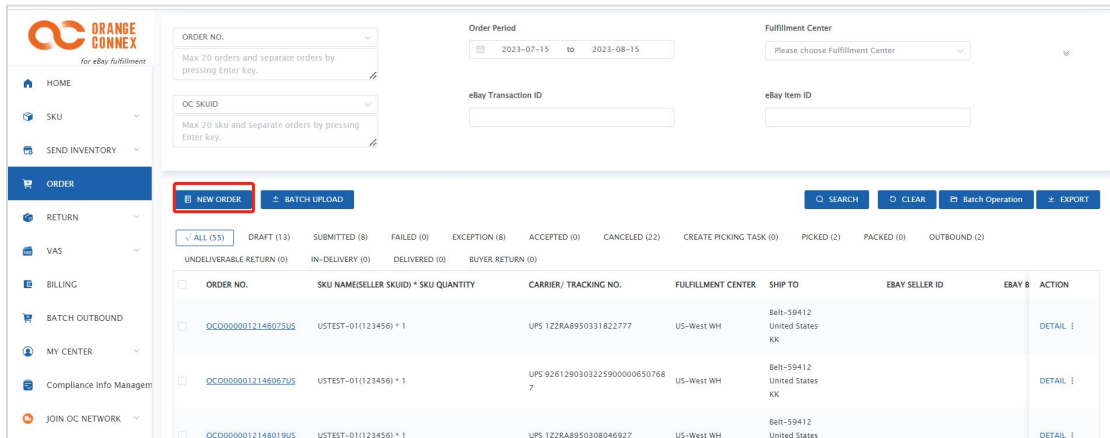 ORANGE
CONNEX
for eBay fulfillment
HOME
SKU
SEND INVENTORY
ORDER
RETURN
VAS
BILLING
BATCH OUTBOUND
MY CENTER
Compliance Info Managem
JOIN OC NETWORK
ORDER NO.
Max 20 orders and separate orders by
pressing Enter key.
Order Period
2023-07-15 to 2023-08-15
Fulfillment Center
Please choose Fulfillment Center
OC SKUID
Max 20 sku and separate orders by pressing
Enter key.
eBay Transaction ID
eBay Item ID
NEW ORDER BATCH UPLOAD SEARCH CLEAR Batch Operation EXPORT
√ ALL (55) DRAFT (13) SUBMITTED (8) FAILED (0) EXCEPTION (8) ACCEPTED (0) CANCELED (22) CREATE PICKING TASK (0) PICKED (2) PACKED (0) OUTBOUND (2)
UNDELIVERABLE RETURN (0) IN-DELIVERY (0) DELIVERED (0) BUYER RETURN (0)
ORDER NO. SKU NAME(SELLER SKUID) * SKU QUANTITY CARRIER/ TRACKING NO. FULFILLMENT CENTER SHIP TO EBAY SELLER ID EBAY B ACTION
OCO0000012146075US USTEST-01(123456) * 1 UPS 1Z2RA8950331822777 US-West WH
Belt-59412
United States
KK
DETAIL
OCO0000012146067US USTEST-01(123456) * 1
UPS 92612903032259000000650768
7
US-West WH
Belt-59412
United States
KK
DETAIL
OCO0000012148019US USTEST-01(123456) * 1 UPS 1Z2RA8950308046927 US-West WH
Belt-59412
United States
DETAIL